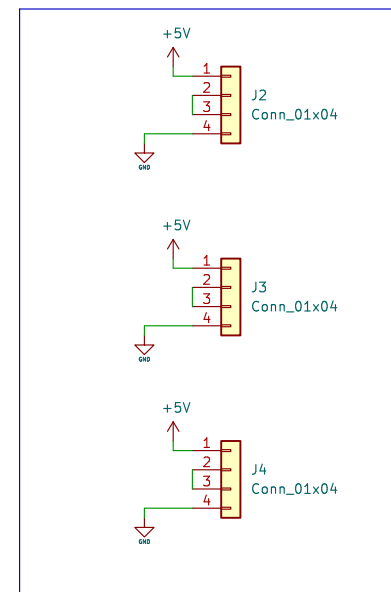 +5V
1
2
3
4
J2
Conn_01x04
GND
+5V
1
2
3
4
J3
Conn_01x04
GND
+5V
1
2
3
4
J4
Conn_01x04
GND